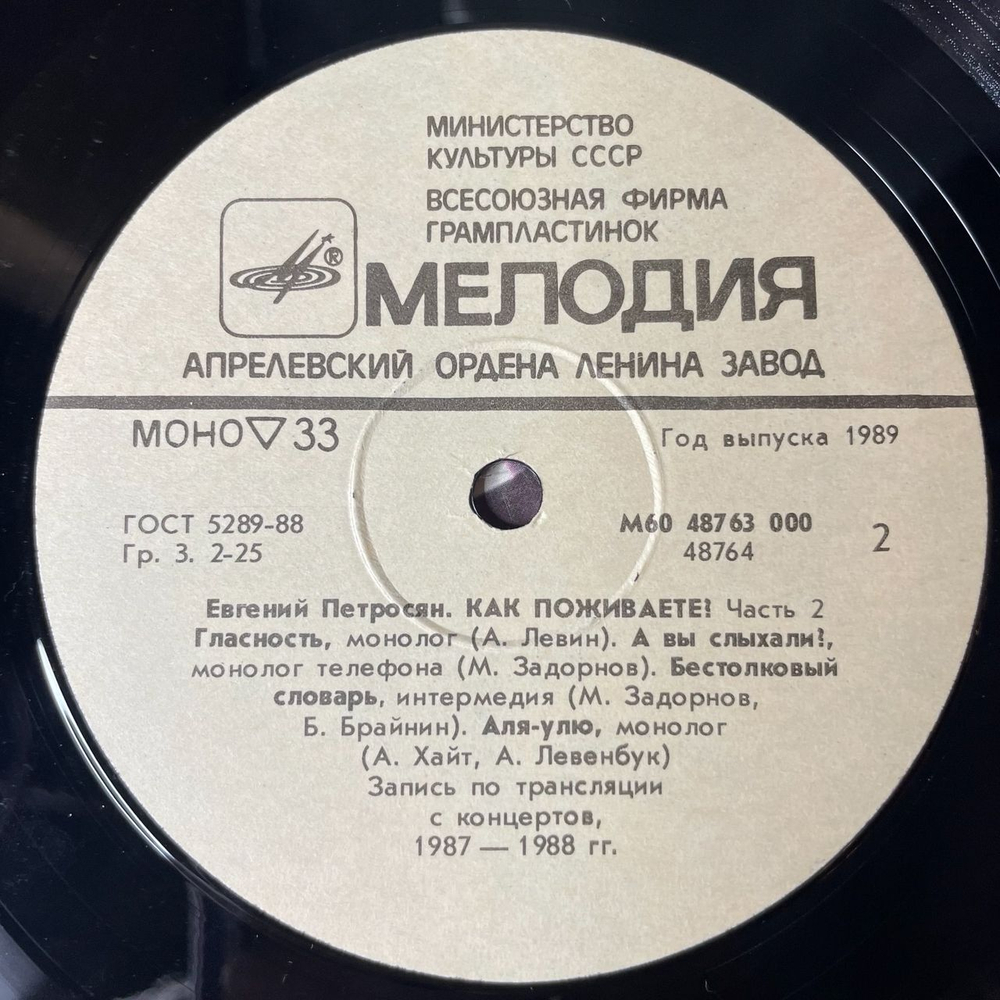 МИНИСТЕРСТВО
КУЛЬТУРЫ СССР
ВСЕСОЮЗНАЯ ФИРМА
ГРАМПЛАСТИНОК
®
МЕЛОДИЯ
АПРЕЛЕВСКИЙ ОРДЕНА ЛЕНИНА ЗАВОД
МОНО▽33
Год выпуска 1989
ГОСТ 5289-88
Гр. 3. 2-25
М60 48763 000
48764
2
Евгений Петросян. КАК ПОЖИВАЕТЕ? Часть 2
Гласность, монолог (А. Левин). А вы слыхали?,
монолог телефона (М. Задорнов). Бестолковый
словарь, интермедия (М. Задорнов,
Б. Брайнин). Аля-улю, монолог
(А. Хайт, А. Левенбук)
Запись по трансляции
с концертов,
1987 — 1988 гг.